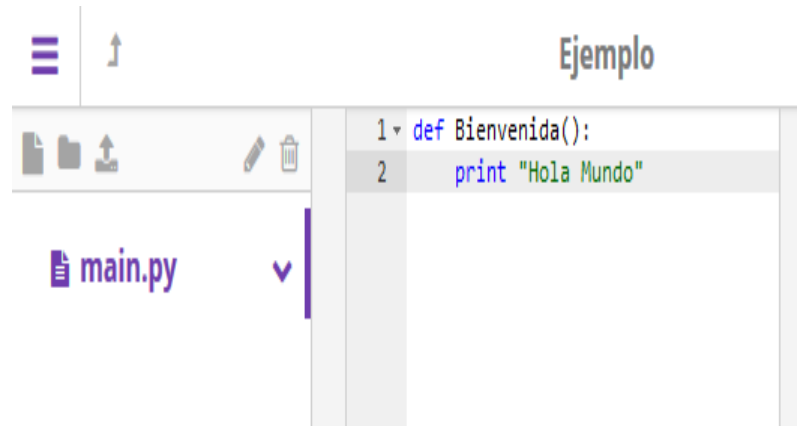 Ejemplo
main.py
1 def Bienvenida():
2 print "Hola Mundo"